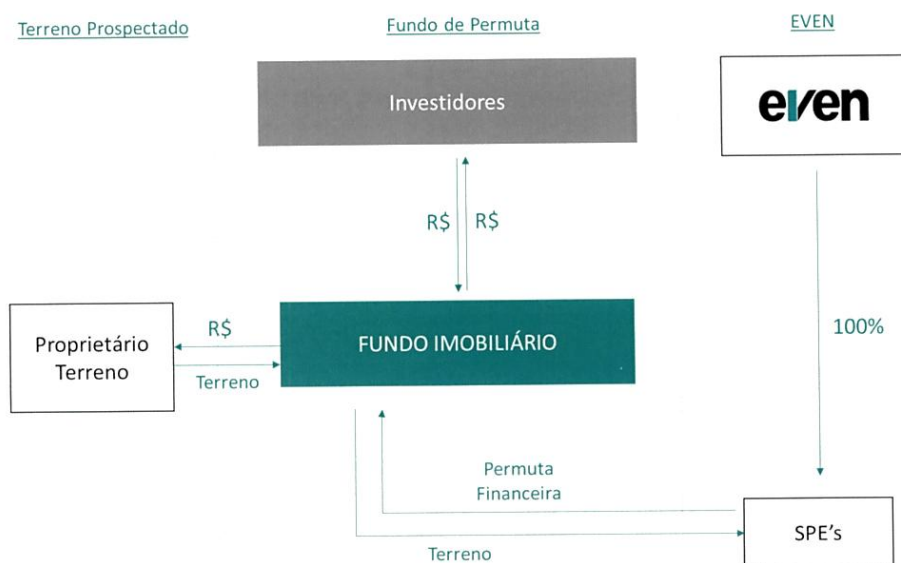 Terreno Prospectado
Fundo de Permuta
EVEN
Investidores
even
R$
R$
Proprietário
Terreno
R$
Terreno
FUNDO IMOBILIÁRIO
100%
Permuta
Financeira
Terreno
SPE's